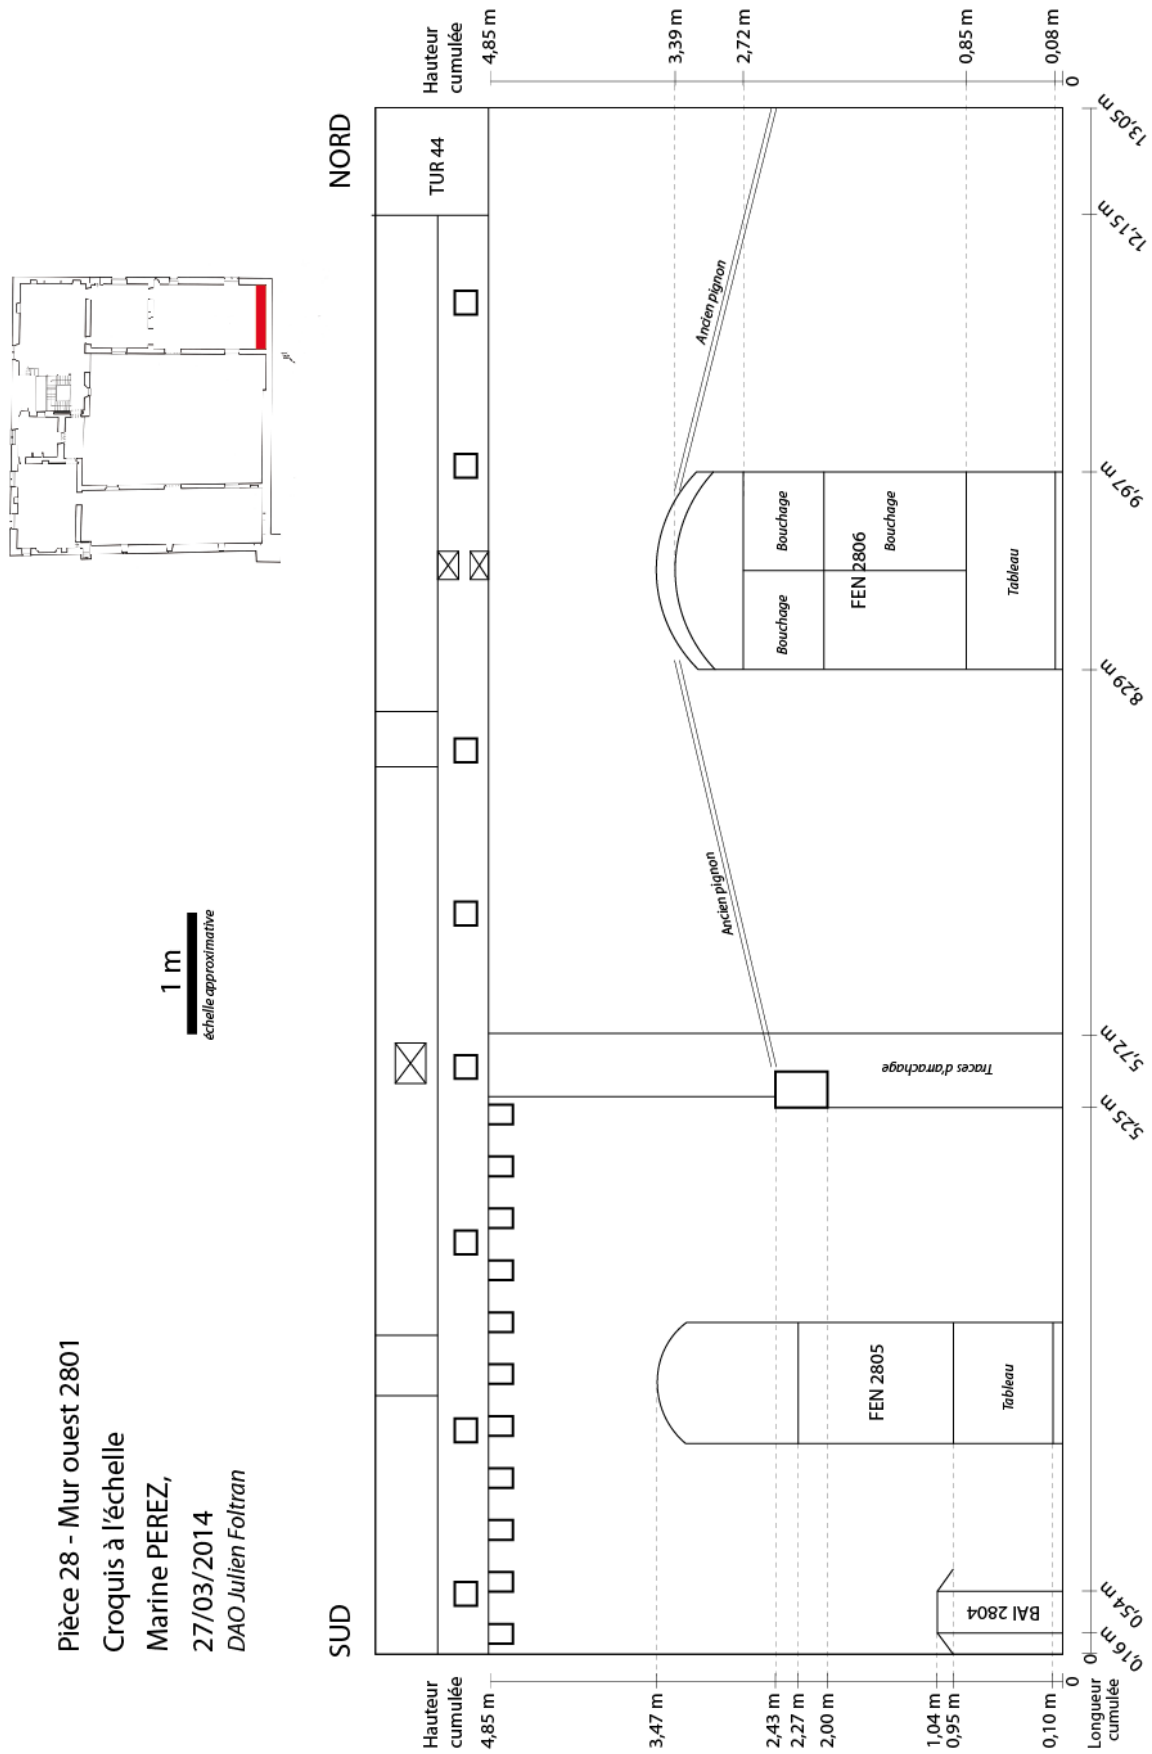 Pièce 28 - Mur ouest 2801
Croquis à l'échelle
Marine PEREZ,
27/03/2014
DAO Julien Foltran
1 m
échelle approximative
SUD
NORD
Hauteur
cumulée
4,85 m
3,47 m
2,43 m
2,27 m
2,00 m
1,04 m
0,95 m
0,10 m
0
Longueur
cumulée
Hauteur
cumulée
4,85 m
3,39 m
2,72 m
0,85 m
0,08 m
0
TUR 44
Ancien pignon
Ancien pignon
Bouchage
Bouchage
Bouchage
FEN 2806
Tableau
Traces d'arrachage
FEN 2805
Tableau
BAI 2804
0
0,16 m
0,54 m
5,25 m
5,72 m
8,29 m
9,97 m
12,15 m
13,05 m